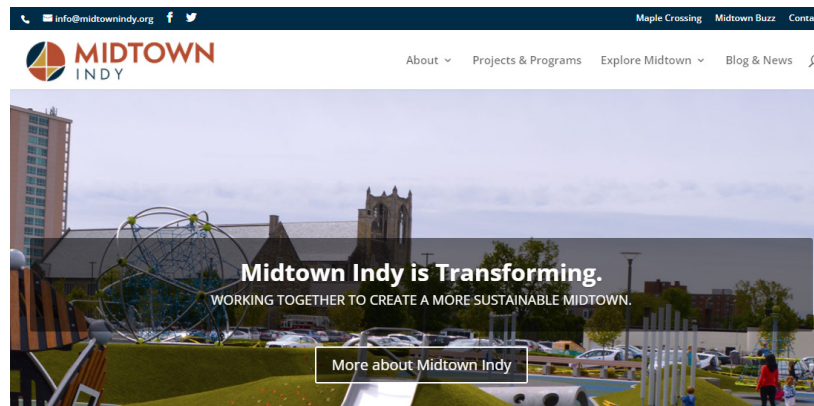 info@midtownindy.org
Maple Crossing Midtown Buzz Conta
MIDTOWN
INDY
About Projects & Programs Explore Midtown Blog & News
Midtown Indy is Transforming.
WORKING TOGETHER TO CREATE A MORE SUSTAINABLE MIDTOWN.
More about Midtown Indy